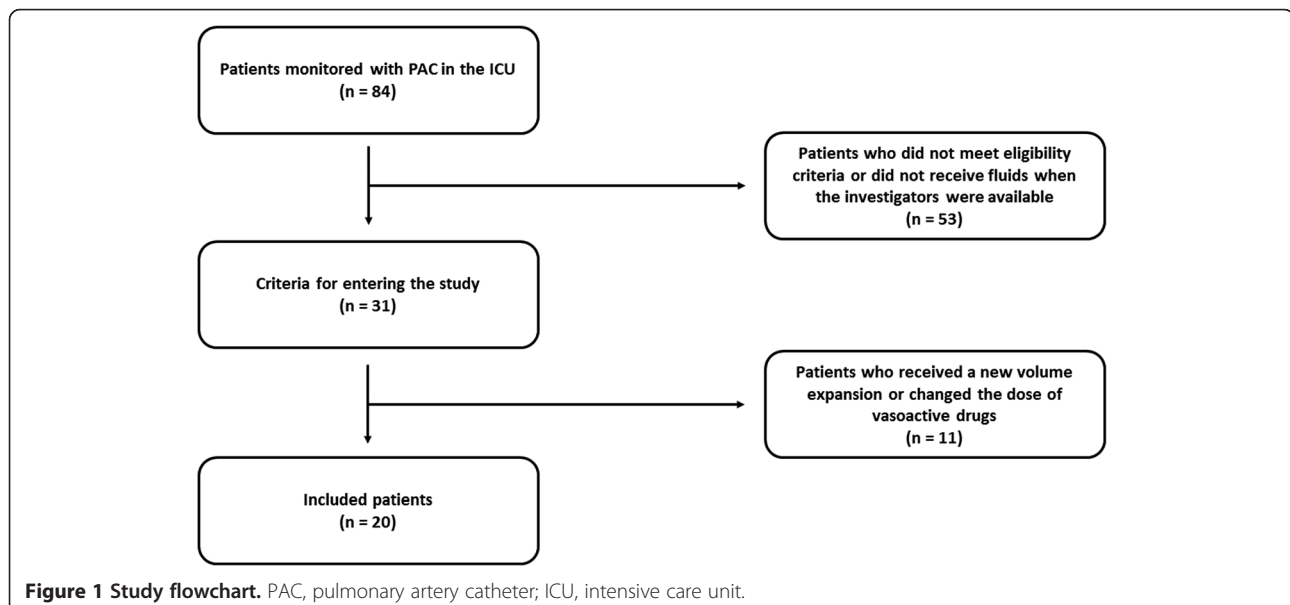 Patients monitored with PAC in the ICU
(n = 84)
Patients who did not meet eligibility
criteria or did not receive fluids when
the investigators were available
(n = 53)
Criteria for entering the study
(n = 31)
Patients who received a new volume
expansion or changed the dose of
vasoactive drugs
(n = 11)
Included patients
(n = 20)
Figure 1 Study flowchart. PAC, pulmonary artery catheter; ICU, intensive care unit.